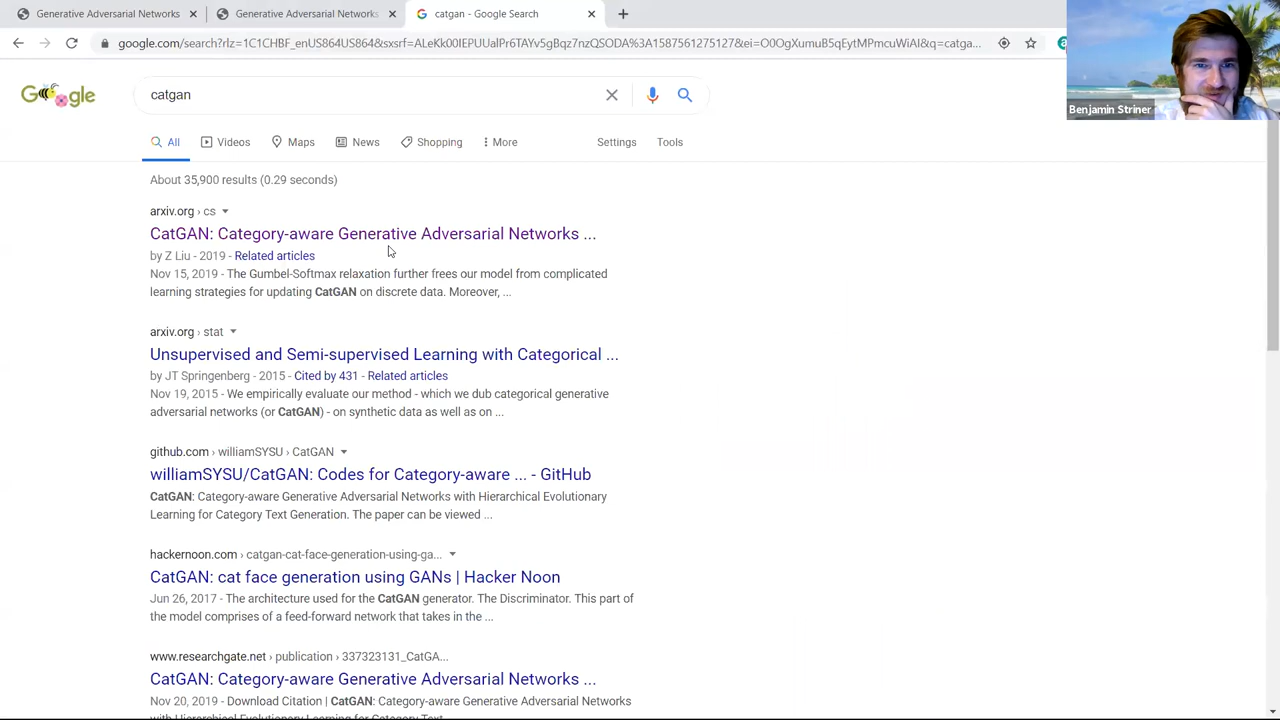 Generative Adversarial Networks
Generative Adversarial Networks
catgan - Google Search
google.com/search?rlz=1C1CHBF_enUS864US864&sxsrf=ALeKk00IEPUUalPr6TAYv5gBqz7nzQSODA%3A1587561275127&ei=O0OgXumuB5qEytMPmcuWiAI&q=catga...
Benjamin Striner
Google
catgan
All
Videos
Maps
News
Shopping
More
Settings
Tools
About 35,900 results (0.29 seconds)
arxiv.org › cs
CatGAN: Category-aware Generative Adversarial Networks ...
by Z Liu - 2019 - Related articles
Nov 15, 2019 - The Gumbel-Softmax relaxation further frees our model from complicated
learning strategies for updating CatGAN on discrete data. Moreover, ...
arxiv.org › stat
Unsupervised and Semi-supervised Learning with Categorical ...
by JT Springenberg - 2015 - Cited by 431 - Related articles
Nov 19, 2015 - We empirically evaluate our method - which we dub categorical generative
adversarial networks (or CatGAN) - on synthetic data as well as on ...
github.com › williamSYSU › CatGAN
williamSYSU/CatGAN: Codes for Category-aware ... - GitHub
CatGAN: Category-aware Generative Adversarial Networks with Hierarchical Evolutionary
Learning for Category Text Generation. The paper can be viewed ...
hackernoon.com › catgan-cat-face-generation-using-ga...
CatGAN: cat face generation using GANs | Hacker Noon
Jun 26, 2017 - The architecture used for the CatGAN generator. The Discriminator. This part of
the model comprises of a feed-forward network that takes in the ...
www.researchgate.net › publication › 337323131_CatGA...
CatGAN: Category-aware Generative Adversarial Networks ...
Nov 20, 2019 - Download Citation | CatGAN: Category-aware Generative Adversarial Networks
with Hierarchical Evolutionary Learning for Category Text